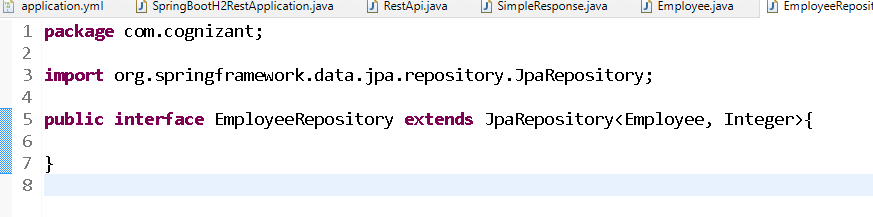 application.yml SpringBootH2RestApplication.java RestApi.java SimpleResponse.java Employee.java EmployeeReposit
1 package com.cognizant;
2
3 import org.springframework.data.jpa.repository.JpaRepository;
4
5 public interface EmployeeRepository extends JpaRepository<Employee, Integer>{
6
7 }
8